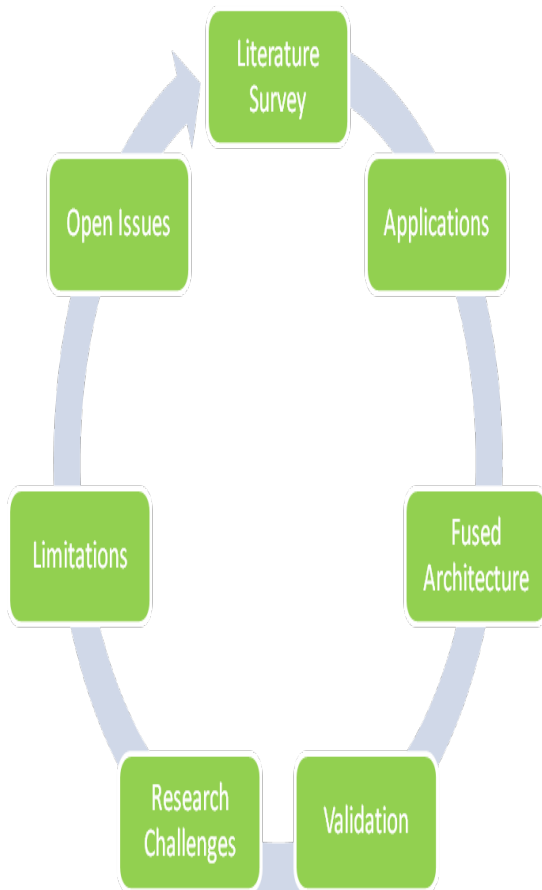 Literature
Survey
Applications
Fused
Architecture
Validation
Research
Challenges
Limitations
Open Issues